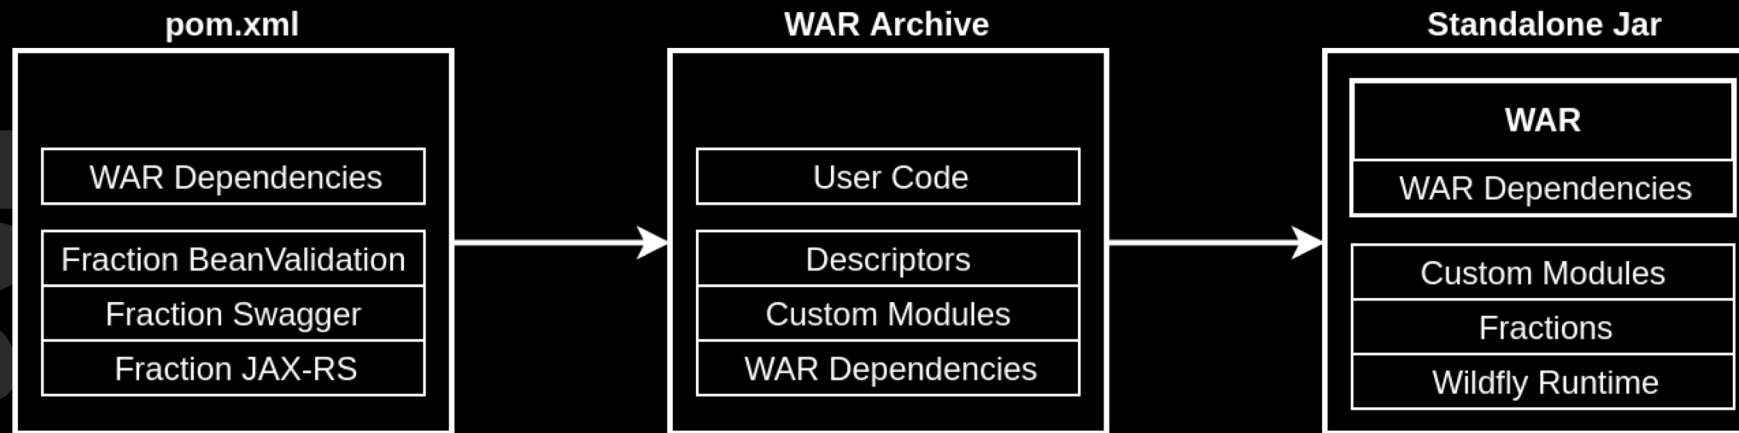 pom.xml
WAR Dependencies
Fraction BeanValidation
Fraction Swagger
Fraction JAX-RS
WAR Archive
User Code
Descriptors
Custom Modules
WAR Dependencies
Standalone Jar
WAR
WAR Dependencies
Custom Modules
Fractions
Wildfly Runtime